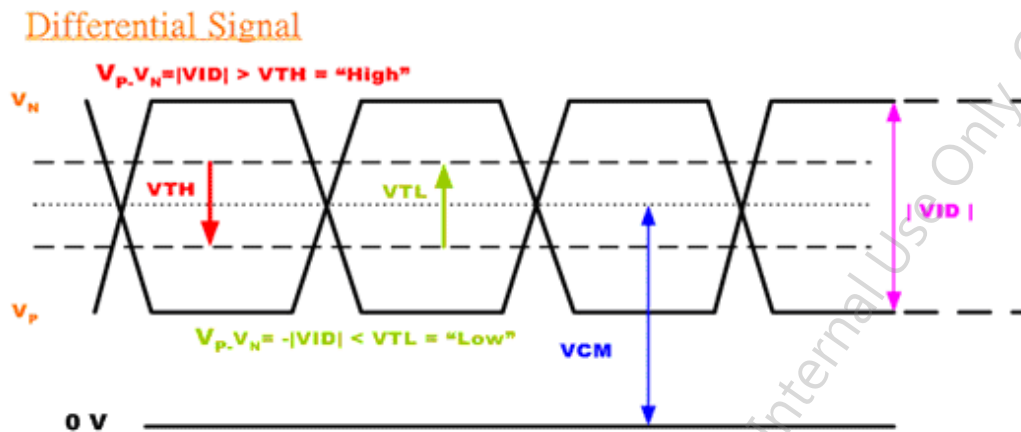 Differential Signal
VP-VN=|VID| > VTH = “High”
VN
VTH
VTL
| VID |
VP
VP-VN= -|VID| < VTL = “Low”
VCM
0 V
Internal Use Only